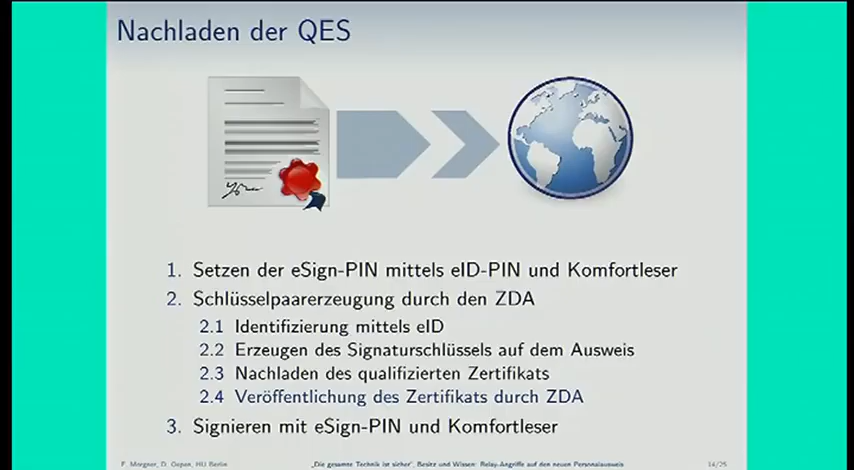 Nachladen der QES
1. Setzen der eSign-PIN mittels eID-PIN und Komfortleser
2. Schlüsselpaarerzeugung durch den ZDA
2.1 Identifizierung mittels eID
2.2 Erzeugen des Signaturschlüssels auf dem Ausweis
2.3 Nachladen des qualifizierten Zertifikats
2.4 Veröffentlichung des Zertifikats durch ZDA
3. Signieren mit eSign-PIN und Komfortleser
F. Morgner, D. Oepen, HU Berlin
„Die gesamte Technik ist sicher“, Besitz und Wissen: Relay-Angriffe auf den neuen Personalausweis
14/25